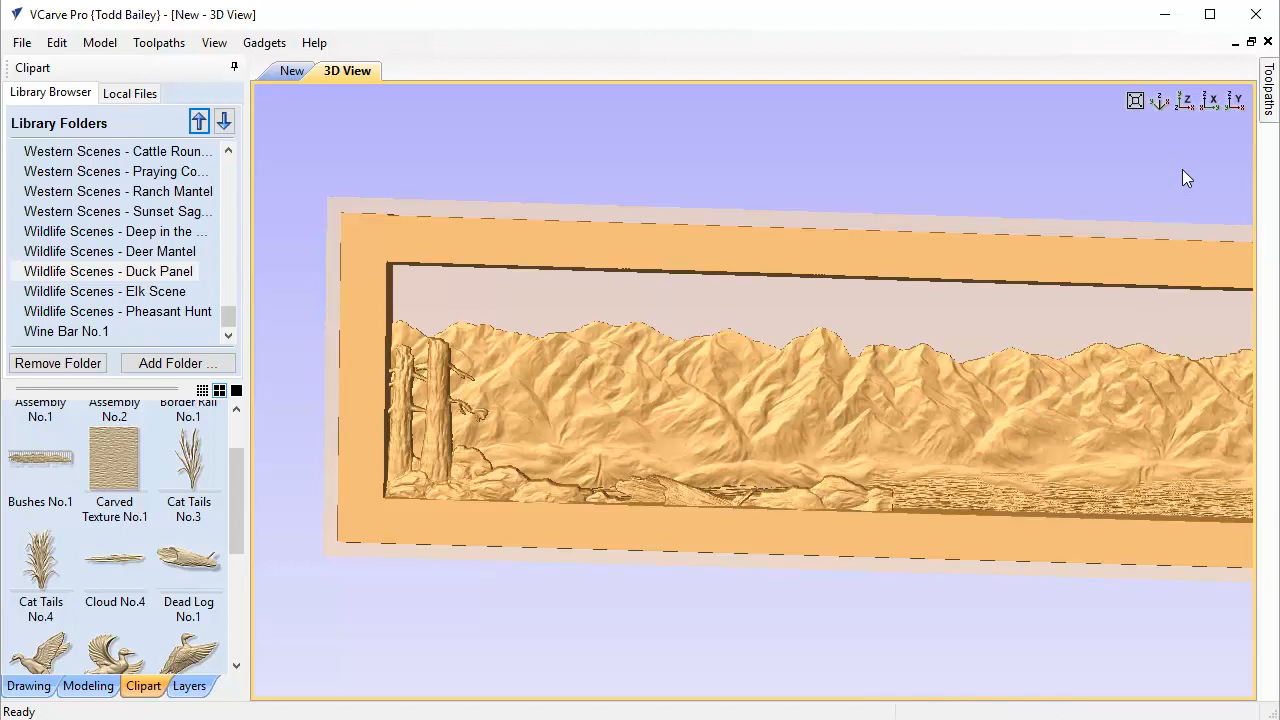 VCarve Pro {Todd Bailey} - [New - 3D View]
File Edit Model Toolpaths View Gadgets Help
Clipart
New 3D View
Library Browser Local Files
Library Folders
Western Scenes - Cattle Roun...
Western Scenes - Praying Co...
Western Scenes - Ranch Mantel
Western Scenes - Sunset Sag...
Wildlife Scenes - Deep in the ...
Wildlife Scenes - Deer Mantel
Wildlife Scenes - Duck Panel
Wildlife Scenes - Elk Scene
Wildlife Scenes - Pheasant Hunt
Wine Bar No.1
Remove Folder Add Folder ...
Assembly No.1
Assembly No.2
Border Rail No.1
Bushes No.1
Carved Texture No.1
Cat Tails No.3
Cat Tails No.4
Cloud No.4
Dead Log No.1
Drawing Modeling Clipart Layers
Ready
Toolpaths
Z X Y